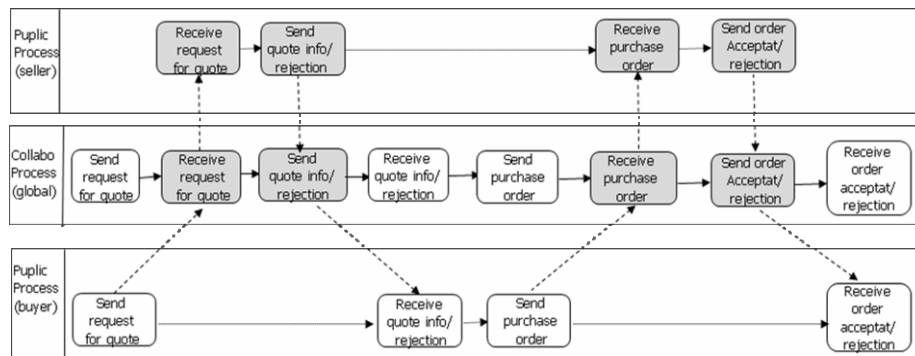 Puplic
Process
(seller)
Receive
request
for quote
Send
quote info/
rejection
Receive
purchase
order
Send order
Acceptat/
rejection
Collabo
Process
(global)
Send
request
for quote
Receive
request
for quote
Send
quote info/
rejection
Receive
quote info/
rejection
Send
purchase
order
Receive
purchase
order
Send order
Acceptat/
rejection
Receive
order
acceptat/
rejection
Puplic
Process
(buyer)
Send
request
for quote
Receive
quote info/
rejection
Send
purchase
order
Receive
order
acceptat/
rejection